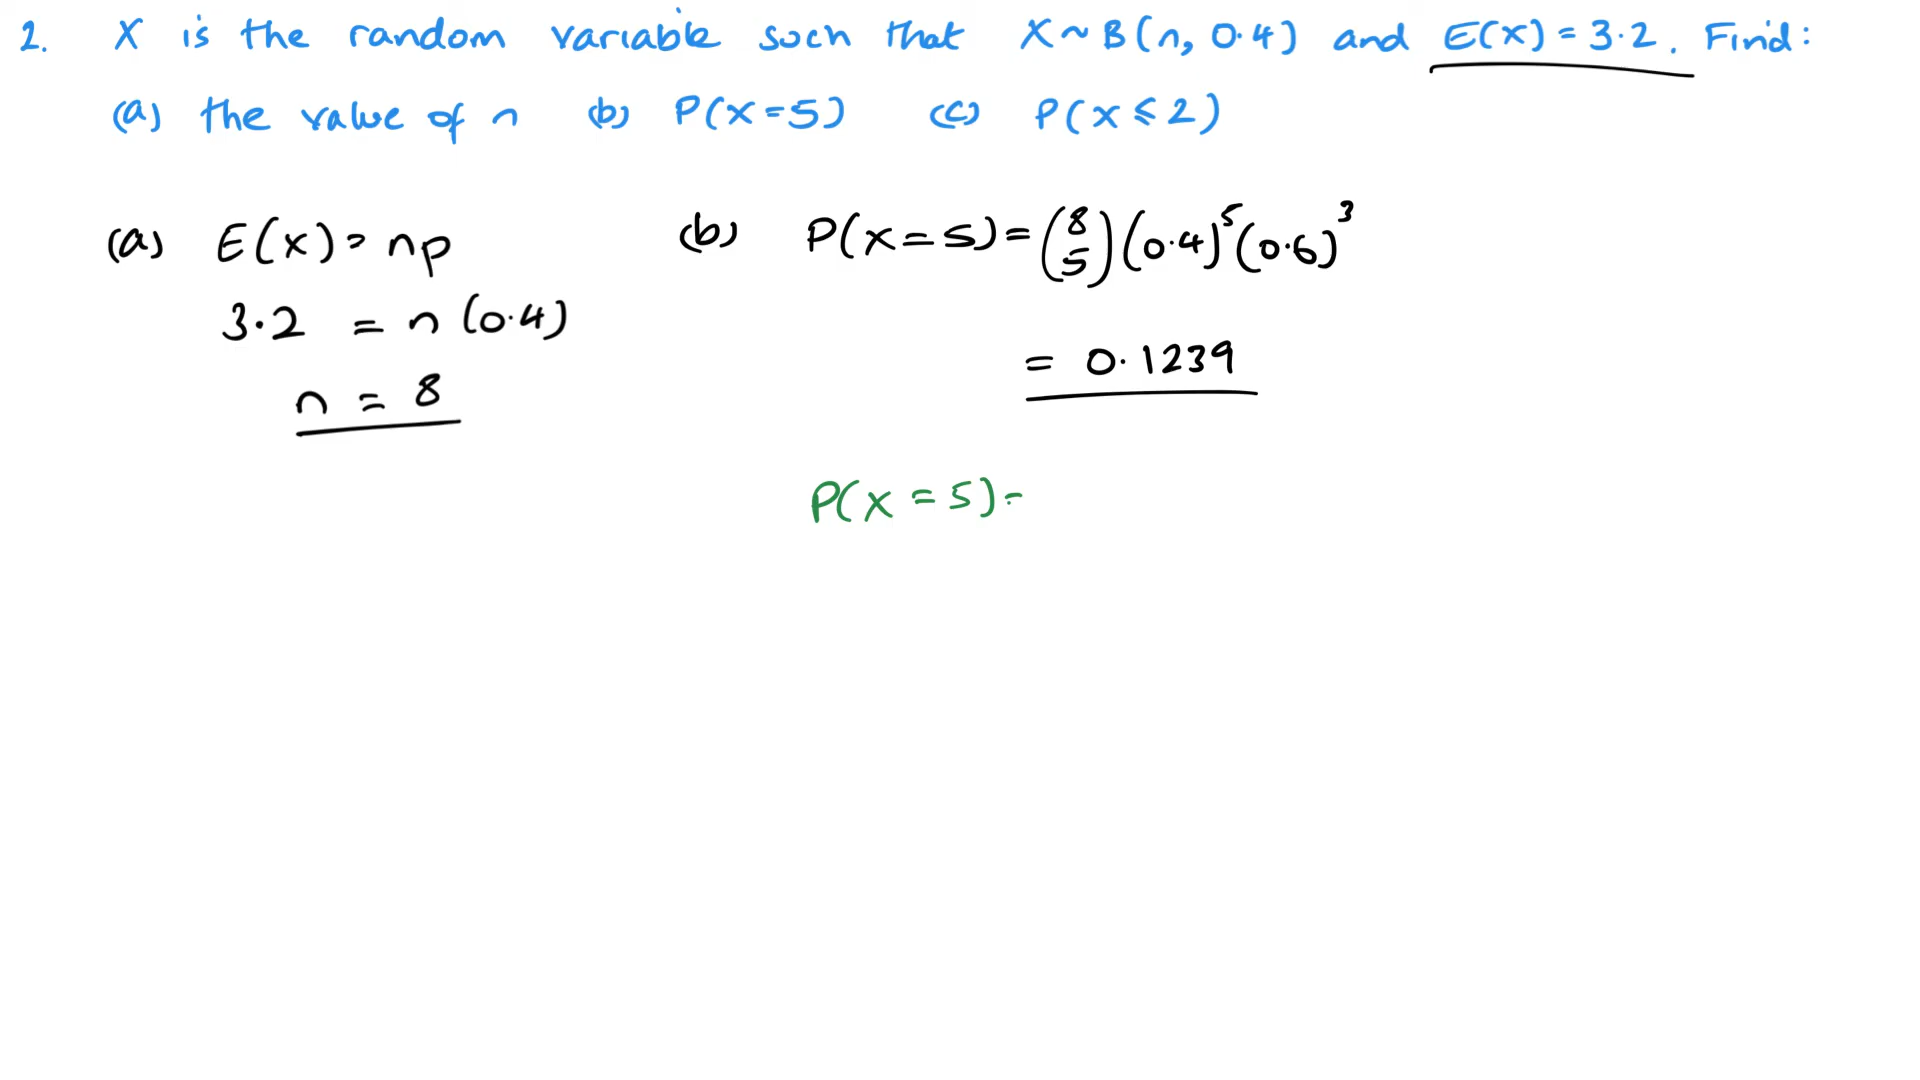 2. X is the random variable such that X ~ B(n, 0.4) and E(X) = 3.2. Find:
(a) the value of n (b) P(X=5) (c) P(X ≤ 2)
(a) E(X) = np
3.2 = n(0.4)
n = 8
(b) P(X=5) = (8 5)(0.4)^5(0.6)^3
= 0.1239
P(X = 5) =